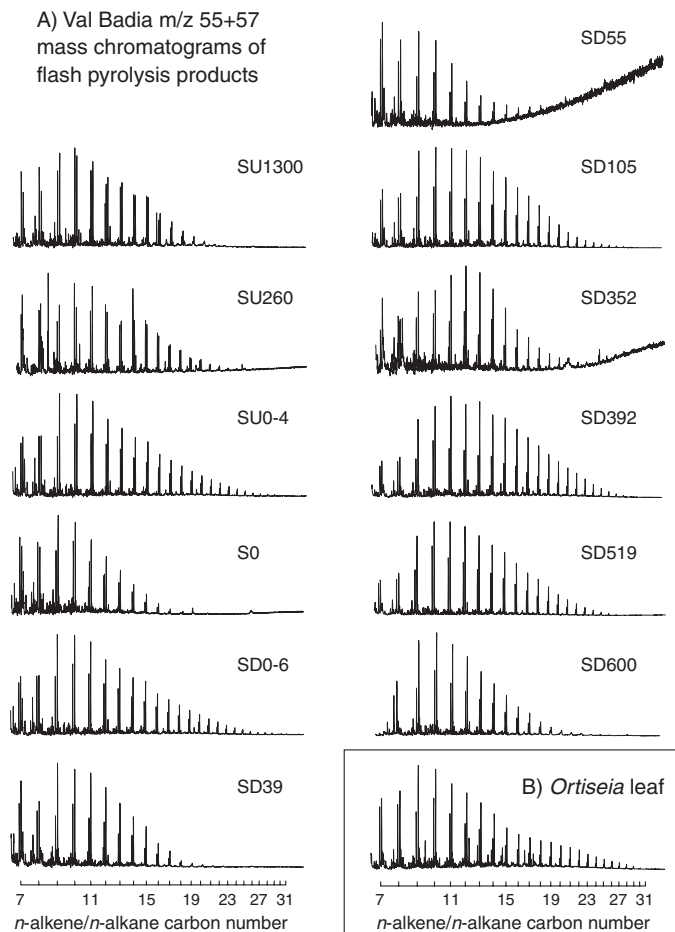 A) Val Badia m/z 55+57
mass chromatograms of
flash pyrolysis products
SU1300
SU260
SU0-4
S0
SD0-6
SD39
7 11 15 19 23 27 31
n-alkene/n-alkane carbon number
SD55
SD105
SD352
SD392
SD519
SD600
B) Ortiseia leaf
7 11 15 19 23 27 31
n-alkene/n-alkane carbon number